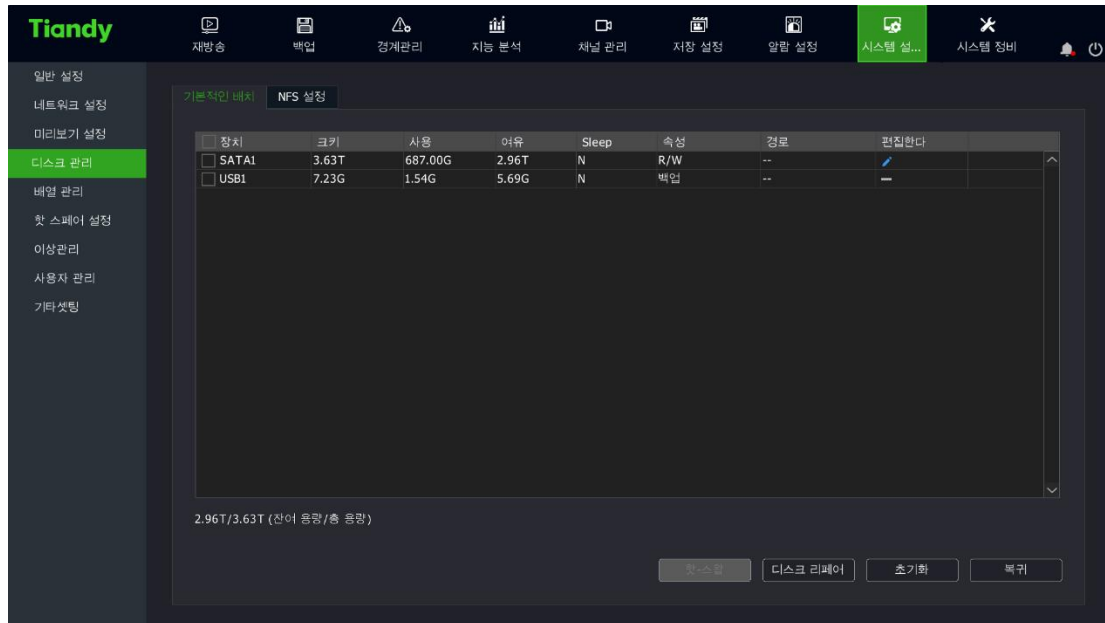 Tiandy
재방송 백업 경계관리 지능 분석 채널 관리 저장 설정 알람 설정 시스템 설... 시스템 정비
일반 설정
네트워크 설정
미리보기 설정
디스크 관리
배열 관리
핫 스페어 설정
이상관리
사용자 관리
기타셋팅
기본적인 배치 NFS 설정
장치 크키 사용 여유 Sleep 속성 경로 편집한다
SATA1 3.63T 687.00G 2.96T N R/W --
USB1 7.23G 1.54G 5.69G N 백업 --
2.96T/3.63T (잔여 용량/총 용량)
디스크 리페어 초기화 복귀